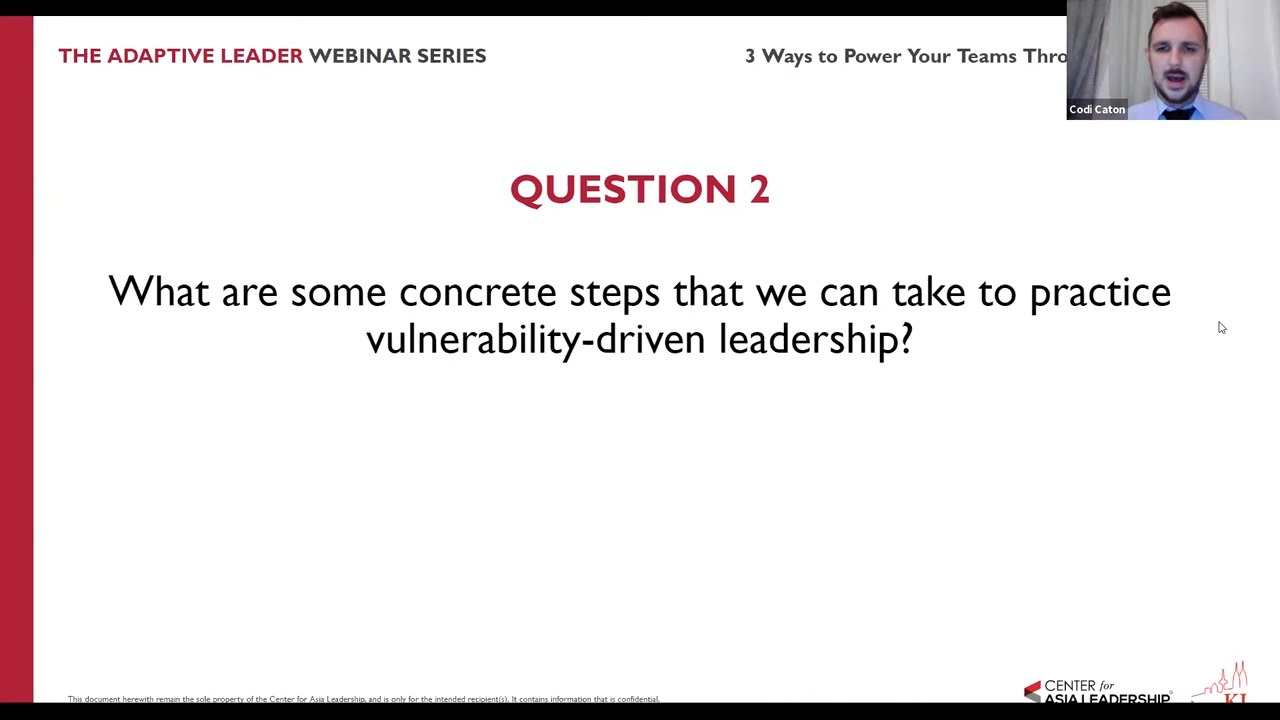 THE ADAPTIVE LEADER WEBINAR SERIES
3 Ways to Power Your Teams
Codi Caton
QUESTION 2
What are some concrete steps that we can take to practice
vulnerability-driven leadership?
This document herewith remain the sole property of the Center for Asia Leadership, and is only for the intended recipient(s). It contains information that is confidential.
CENTER for
ASIA LEADERSHIP
KL